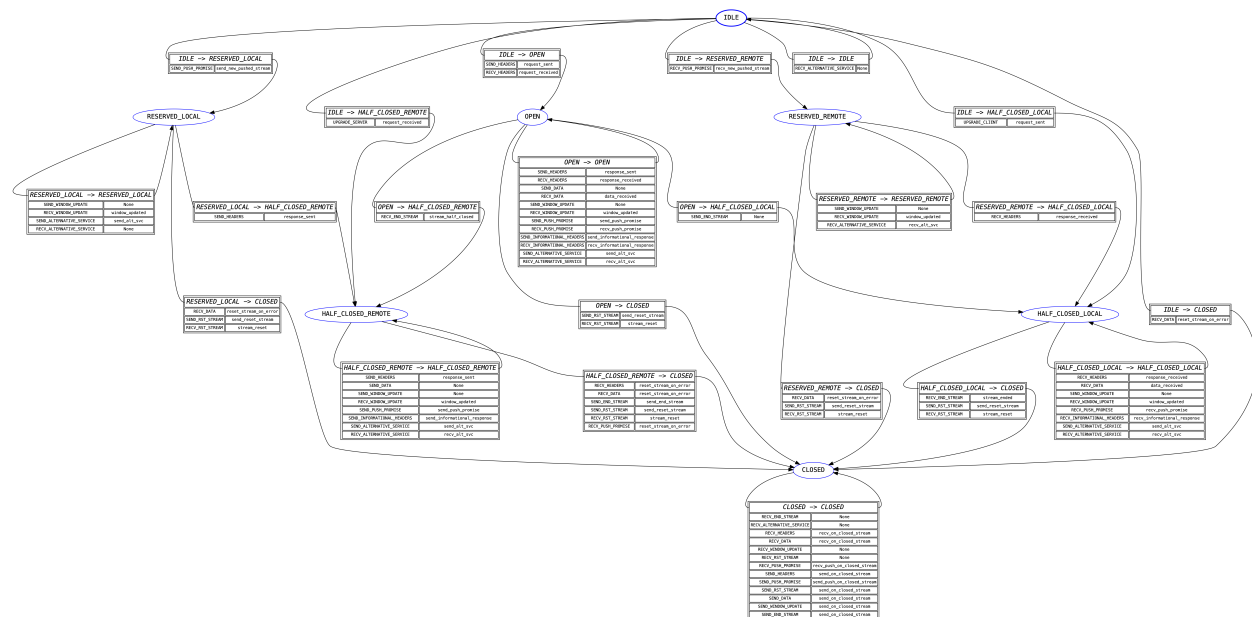 IDLE
IDLE -> RESERVED_LOCAL
SEND_PUSH_PROMISE send_new_pushed_stream
IDLE -> OPEN
SEND_HEADERS request_sent
RECV_HEADERS request_received
IDLE -> RESERVED_REMOTE
RECV_PUSH_PROMISE recv_new_pushed_stream
IDLE -> IDLE
RECV_ALTERNATIVE_SERVICE None
RESERVED_LOCAL
IDLE -> HALF_CLOSED_REMOTE
UPGRADE_SERVER request_received
OPEN
RESERVED_REMOTE
IDLE -> HALF_CLOSED_LOCAL
UPGRADE_CLIENT request_sent
RESERVED_LOCAL -> RESERVED_LOCAL
SEND_WINDOW_UPDATE None
RECV_WINDOW_UPDATE window_updated
SEND_ALTERNATIVE_SERVICE send_alt_svc
RECV_ALTERNATIVE_SERVICE None
RESERVED_LOCAL -> HALF_CLOSED_REMOTE
SEND_HEADERS response_sent
OPEN -> HALF_CLOSED_REMOTE
RECV_END_STREAM stream_half_closed
OPEN -> OPEN
SEND_HEADERS response_sent
RECV_HEADERS response_received
SEND_DATA None
RECV_DATA data_received
SEND_WINDOW_UPDATE None
RECV_WINDOW_UPDATE window_updated
SEND_PUSH_PROMISE send_push_promise
RECV_PUSH_PROMISE recv_push_promise
SEND_INFORMATIONAL_HEADERS send_informational_response
RECV_INFORMATIONAL_HEADERS recv_informational_response
SEND_ALTERNATIVE_SERVICE send_alt_svc
RECV_ALTERNATIVE_SERVICE recv_alt_svc
OPEN -> HALF_CLOSED_LOCAL
SEND_END_STREAM None
RESERVED_REMOTE -> RESERVED_REMOTE
SEND_WINDOW_UPDATE None
RECV_WINDOW_UPDATE window_updated
RECV_ALTERNATIVE_SERVICE recv_alt_svc
RESERVED_REMOTE -> HALF_CLOSED_LOCAL
RECV_HEADERS response_received
RESERVED_LOCAL -> CLOSED
RECV_DATA reset_stream_on_error
SEND_RST_STREAM send_reset_stream
RECV_RST_STREAM stream_reset
HALF_CLOSED_REMOTE
OPEN -> CLOSED
SEND_RST_STREAM send_reset_stream
RECV_RST_STREAM stream_reset
HALF_CLOSED_LOCAL
IDLE -> CLOSED
RECV_DATA reset_stream_on_error
HALF_CLOSED_REMOTE -> HALF_CLOSED_REMOTE
SEND_HEADERS response_sent
SEND_DATA None
SEND_WINDOW_UPDATE None
RECV_WINDOW_UPDATE window_updated
SEND_PUSH_PROMISE send_push_promise
SEND_INFORMATIONAL_HEADERS send_informational_response
SEND_ALTERNATIVE_SERVICE send_alt_svc
RECV_ALTERNATIVE_SERVICE recv_alt_svc
HALF_CLOSED_REMOTE -> CLOSED
RECV_HEADERS reset_stream_on_error
RECV_DATA reset_stream_on_error
SEND_END_STREAM send_end_stream
SEND_RST_STREAM send_reset_stream
RECV_RST_STREAM stream_reset
RECV_PUSH_PROMISE reset_stream_on_error
RESERVED_REMOTE -> CLOSED
RECV_DATA reset_stream_on_error
SEND_RST_STREAM send_reset_stream
RECV_RST_STREAM stream_reset
HALF_CLOSED_LOCAL -> CLOSED
RECV_END_STREAM stream_ended
SEND_RST_STREAM send_reset_stream
RECV_RST_STREAM stream_reset
HALF_CLOSED_LOCAL -> HALF_CLOSED_LOCAL
RECV_HEADERS response_received
RECV_DATA data_received
SEND_WINDOW_UPDATE None
RECV_WINDOW_UPDATE window_updated
RECV_PUSH_PROMISE recv_push_promise
RECV_INFORMATIONAL_HEADERS recv_informational_response
SEND_ALTERNATIVE_SERVICE send_alt_svc
RECV_ALTERNATIVE_SERVICE recv_alt_svc
CLOSED
CLOSED -> CLOSED
RECV_END_STREAM None
RECV_ALTERNATIVE_SERVICE None
RECV_HEADERS recv_on_closed_stream
RECV_DATA recv_on_closed_stream
RECV_WINDOW_UPDATE None
RECV_RST_STREAM None
RECV_PUSH_PROMISE recv_push_on_closed_stream
SEND_HEADERS send_on_closed_stream
SEND_PUSH_PROMISE send_push_on_closed_stream
SEND_RST_STREAM send_on_closed_stream
SEND_DATA send_on_closed_stream
SEND_WINDOW_UPDATE send_on_closed_stream
SEND_END_STREAM send_on_closed_stream